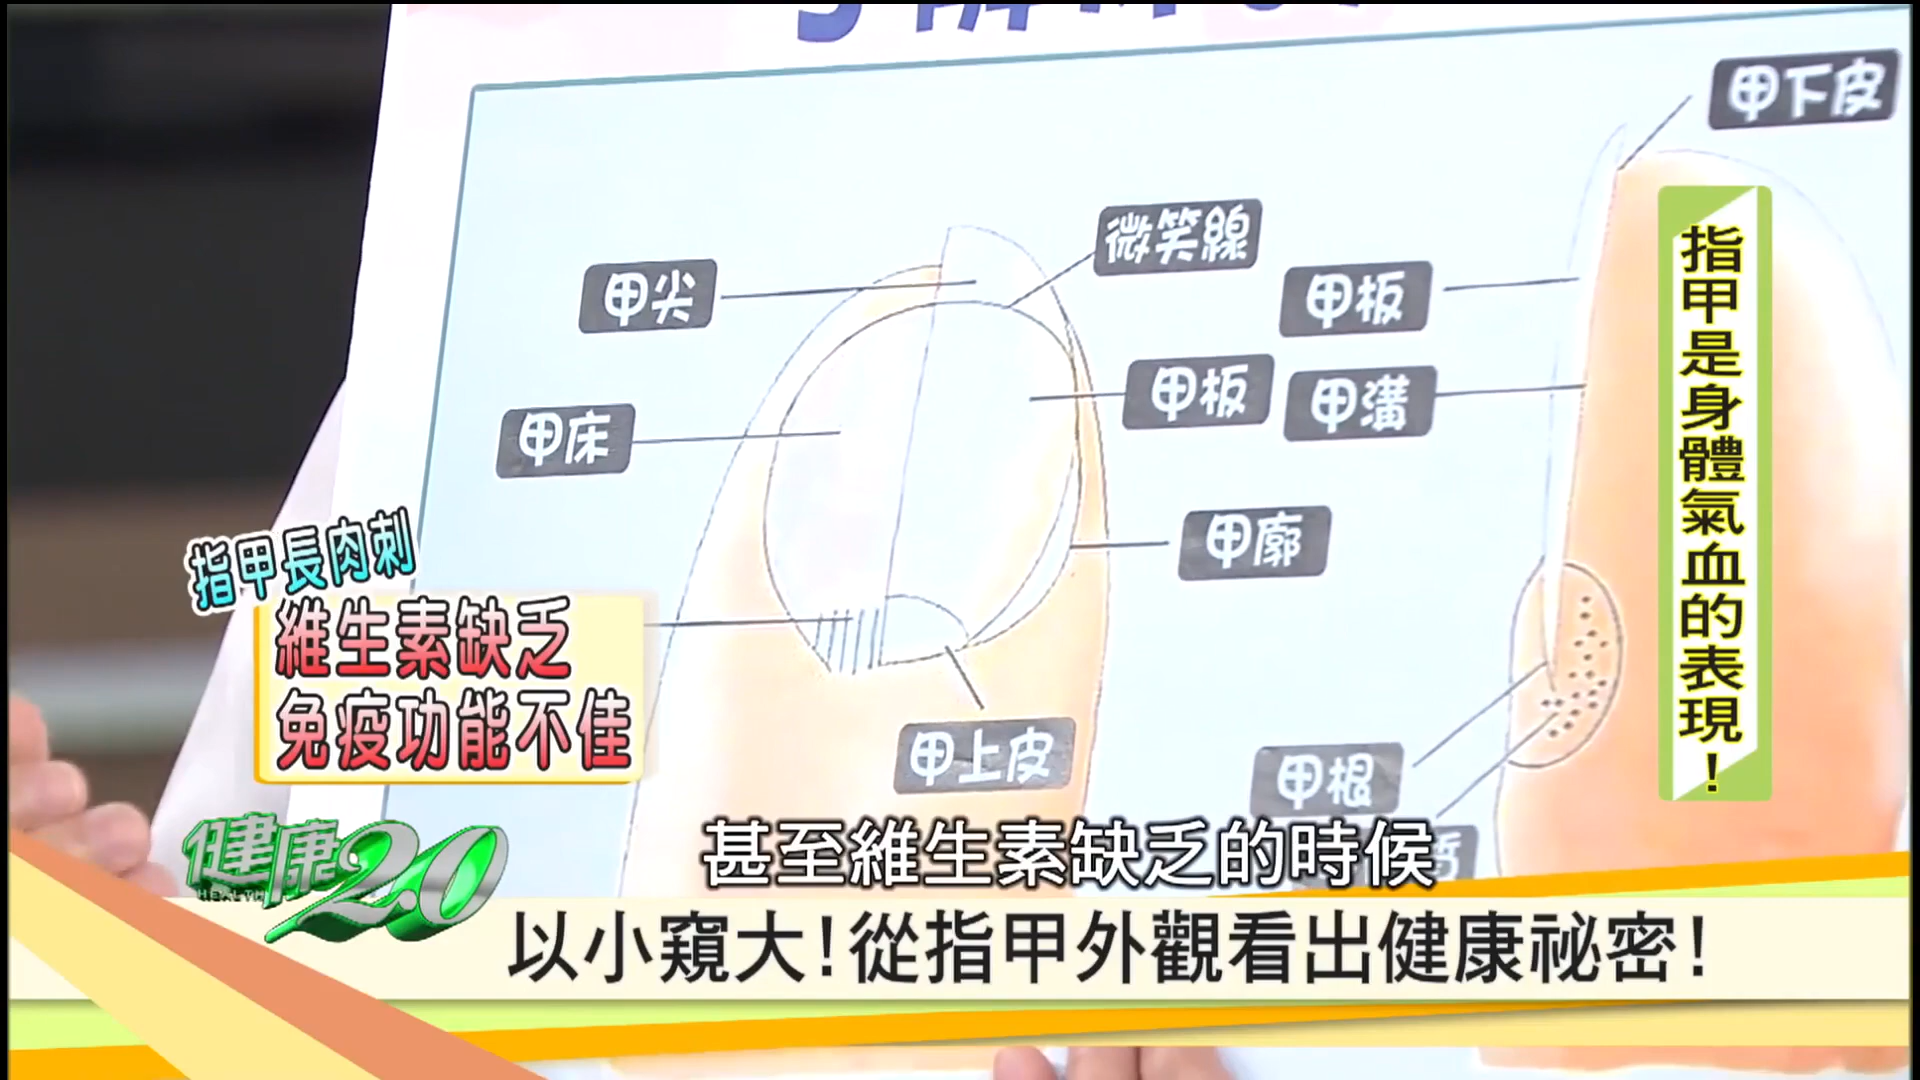 甲下皮
微笑線
甲尖
甲板
甲板
甲溝
甲床
甲廓
甲上皮
甲根
指甲是身體氣血的表現!
指甲長肉刺
維生素缺乏
免疫功能不佳
甚至維生素缺乏的時候
健康2.0
HEALTH
以小窺大!從指甲外觀看出健康祕密!